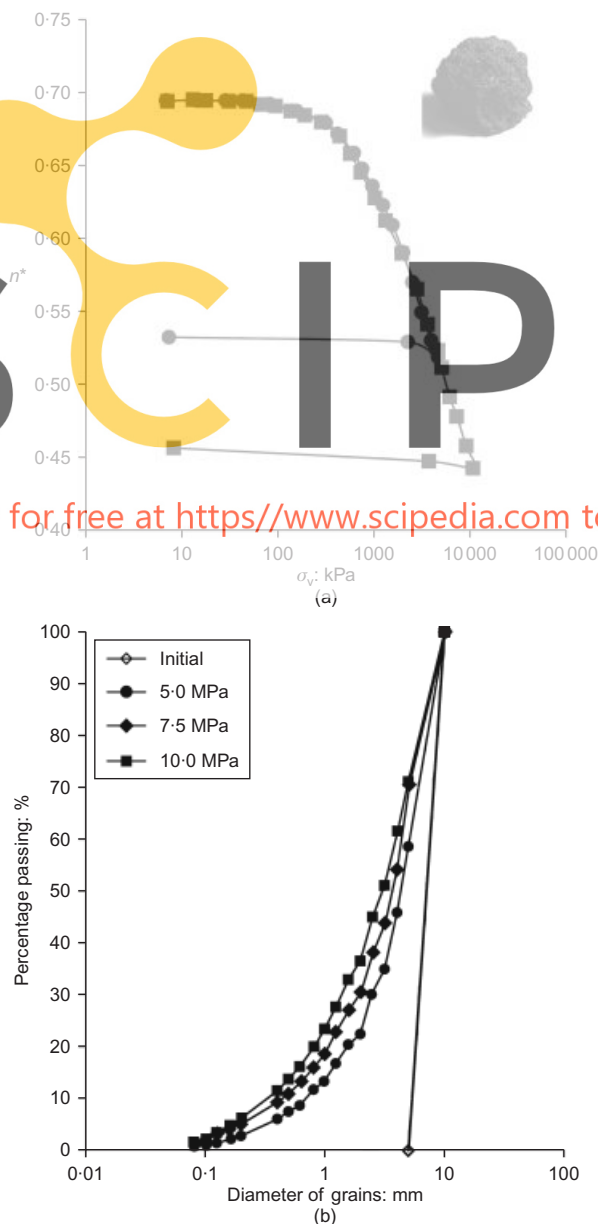 0·75
0·70
0·65
0·60
n*
0·55
0·50
0·45
0·40
SCIP
for free at https//www.scipedia.com to
1 10 100 1000 10 000 100 000
σv: kPa
(a)
100
90
80
70
60
50
40
30
20
10
0
Percentage passing: %
Initial
5·0 MPa
7·5 MPa
10·0 MPa
0·01 0·1 1 10 100
Diameter of grains: mm
(b)